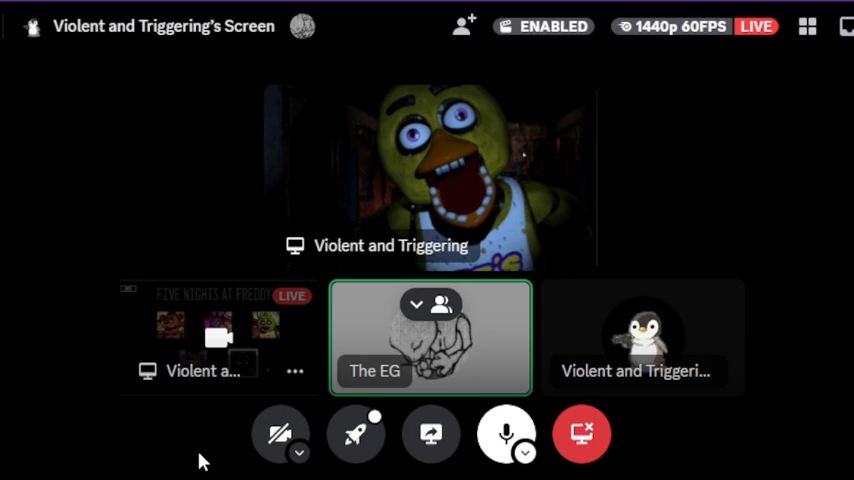 Violent and Triggering's Screen
ENABLED
1440p 60FPS
LIVE
Violent and Triggering
FIVE NIGHTS AT FREDDY
LIVE
Violent a...
The EG
Violent and Triggeri...